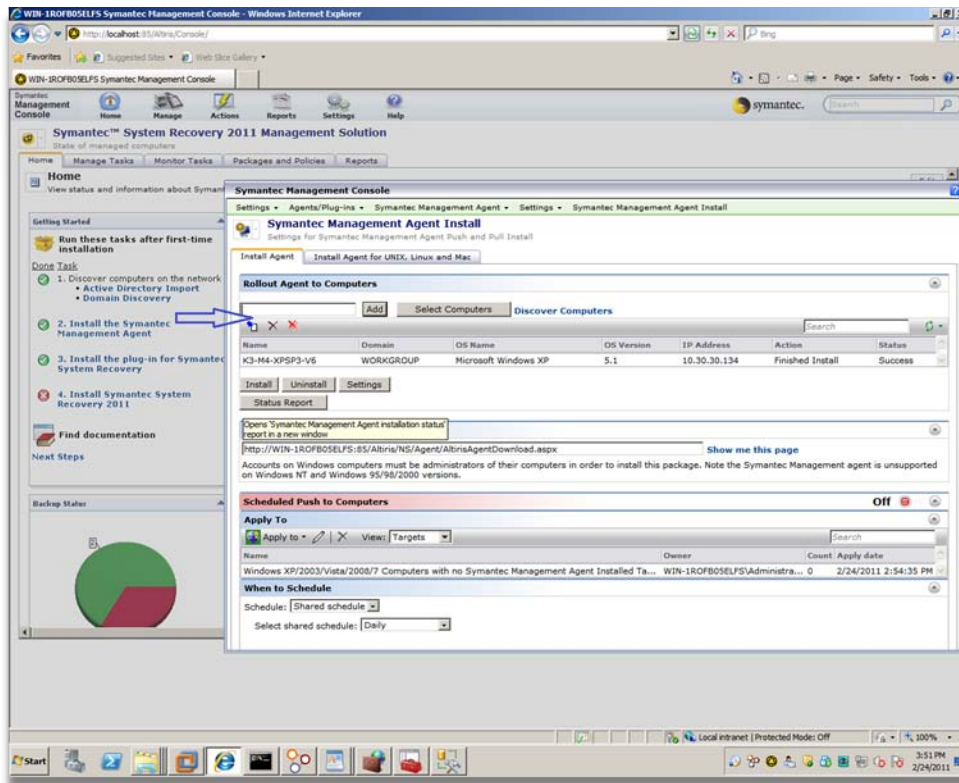 WIN-1ROFB05ELFS Symantec Management Console - Windows Internet Explorer
http://localhost:85/Altiris/Console/
Bing
Favorites Suggested Sites Web Slice Gallery
WIN-1ROFB05ELFS Symantec Management Console
Page Safety Tools
Symantec
Management
Console
Home Manage Actions Reports Settings Help
symantec.
Search
Symantec™ System Recovery 2011 Management Solution
State of managed computers
Home Manage Tasks Monitor Tasks Packages and Policies Reports
Home
View status and information about Syman
Getting Started
Run these tasks after first-time
installation
Done Task
1. Discover computers on the network
• Active Directory Import
• Domain Discovery
2. Install the Symantec
Management Agent
3. Install the plug-in for Symantec
System Recovery
4. Install Symantec System
Recovery 2011
Find documentation
Next Steps
Backup Status
Symantec Management Console
Settings Agents/Plug-ins Symantec Management Agent Settings Symantec Management Agent Install
Symantec Management Agent Install
Settings for Symantec Management Agent Push and Pull Install
Install Agent Install Agent for UNIX, Linux and Mac
Rollout Agent to Computers
Add Select Computers Discover Computers
Search
Name Domain OS Name OS Version IP Address Action Status
K3-M4-XPSP3-V6 WORKGROUP Microsoft Windows XP 5.1 10.30.30.134 Finished Install Success
Install Uninstall Settings
Status Report
Opens 'Symantec Management Agent installation status'
report in a new window
http://WIN-1ROFB05ELFS:85/Altiris/NS/Agent/AltirisAgentDownload.aspx Show me this page
Accounts on Windows computers must be administrators of their computers in order to install this package. Note the Symantec Management agent is unsupported
on Windows NT and Windows 95/98/2000 versions.
Scheduled Push to Computers Off
Apply To
Apply to View: Targets Search
Name Owner Count Apply date
Windows XP/2003/Vista/2008/7 Computers with no Symantec Management Agent Installed Ta... WIN-1ROFB05ELFS\Administra... 0 2/24/2011 2:54:35 PM
When to Schedule
Schedule: Shared schedule
Select shared schedule: Daily
Local intranet | Protected Mode: Off 100%
Start
3:51 PM
2/24/2011